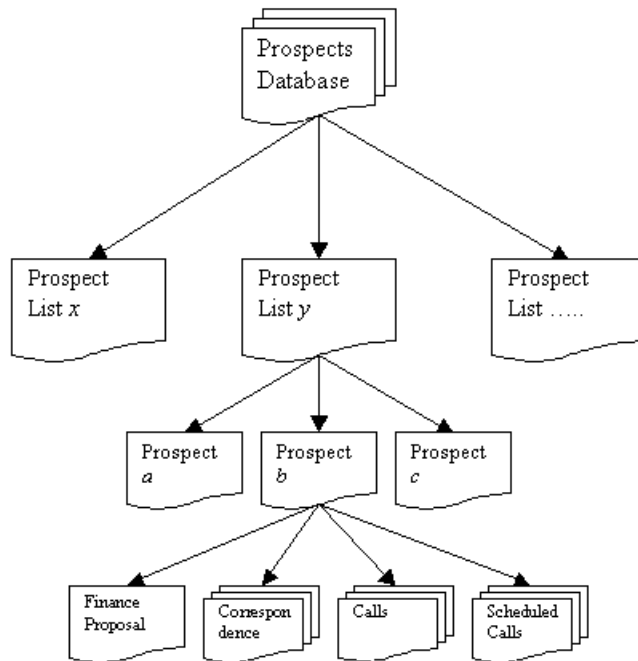 Prospects
Database
Prospect
List x
Prospect
List y
Prospect
List .....
Prospect
a
Prospect
b
Prospect
c
Finance
Proposal
Correspon
dence
Calls
Scheduled
Calls